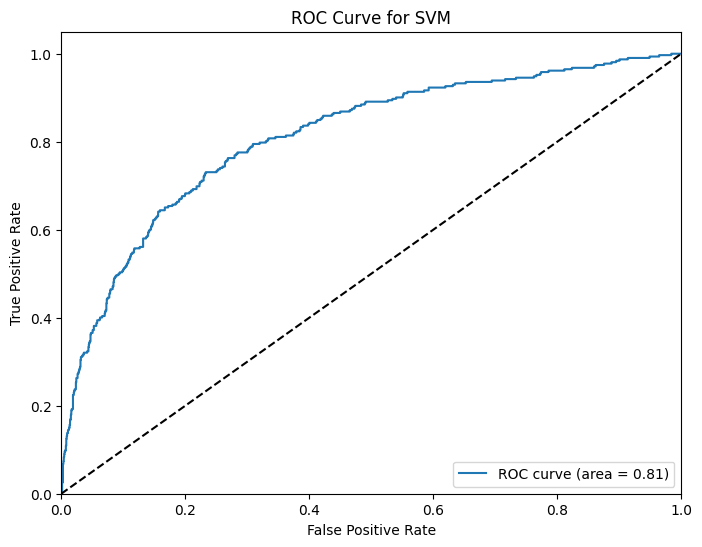 ROC Curve for SVM
1.0
0.8
0.6
0.4
0.2
0.0
True Positive Rate
ROC curve (area = 0.81)
0.0 0.2 0.4 0.6 0.8 1.0
False Positive Rate